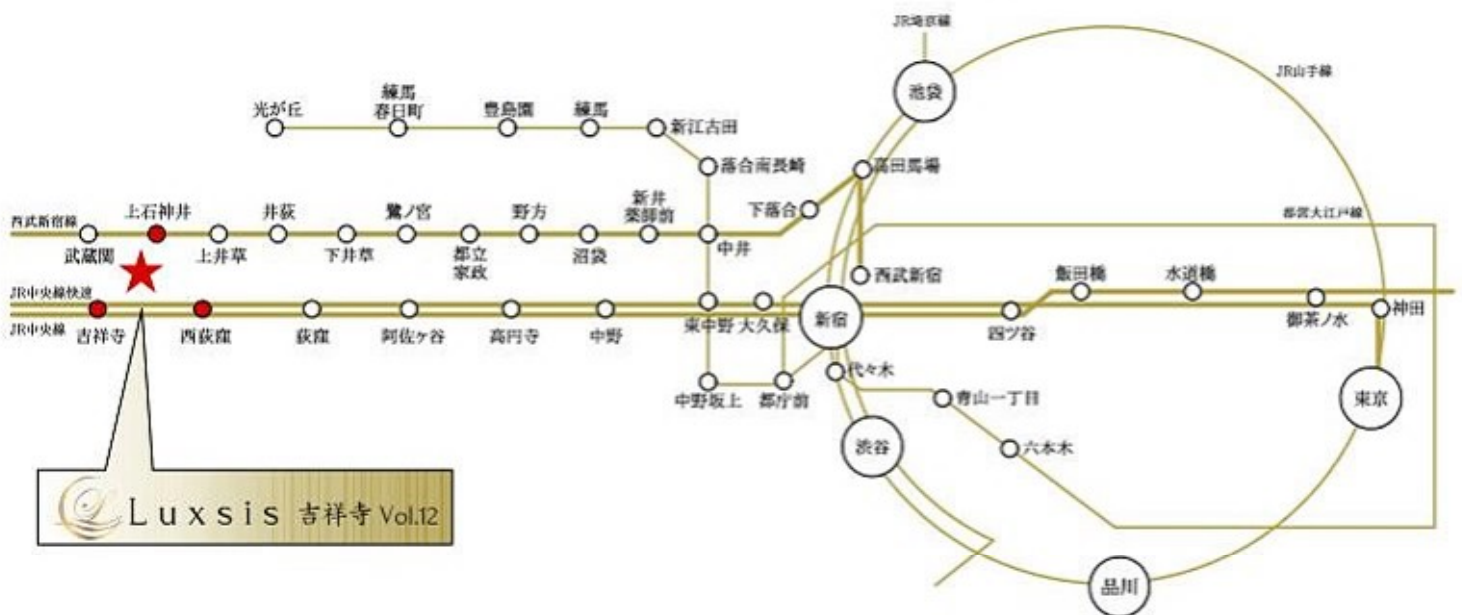 JR埼京線
池袋
JR山手線
光が丘
練馬
春日町
豊島園
練馬
新江古田
落合南長崎
高田馬場
下落合
都営大江戸線
西武新宿線
武蔵関
上石神井
上井草
井荻
下井草
鷺ノ宮
都立
家政
野方
沼袋
新井
薬師前
中井
西武新宿
飯田橋
水道橋
御茶ノ水
神田
JR中央線快速
JR中央線
吉祥寺
西荻窪
荻窪
阿佐ヶ谷
高円寺
中野
東中野
大久保
新宿
四ツ谷
中野坂上
都庁前
代々木
青山一丁目
六本木
渋谷
東京
品川
Luxsis 吉祥寺 Vol.12